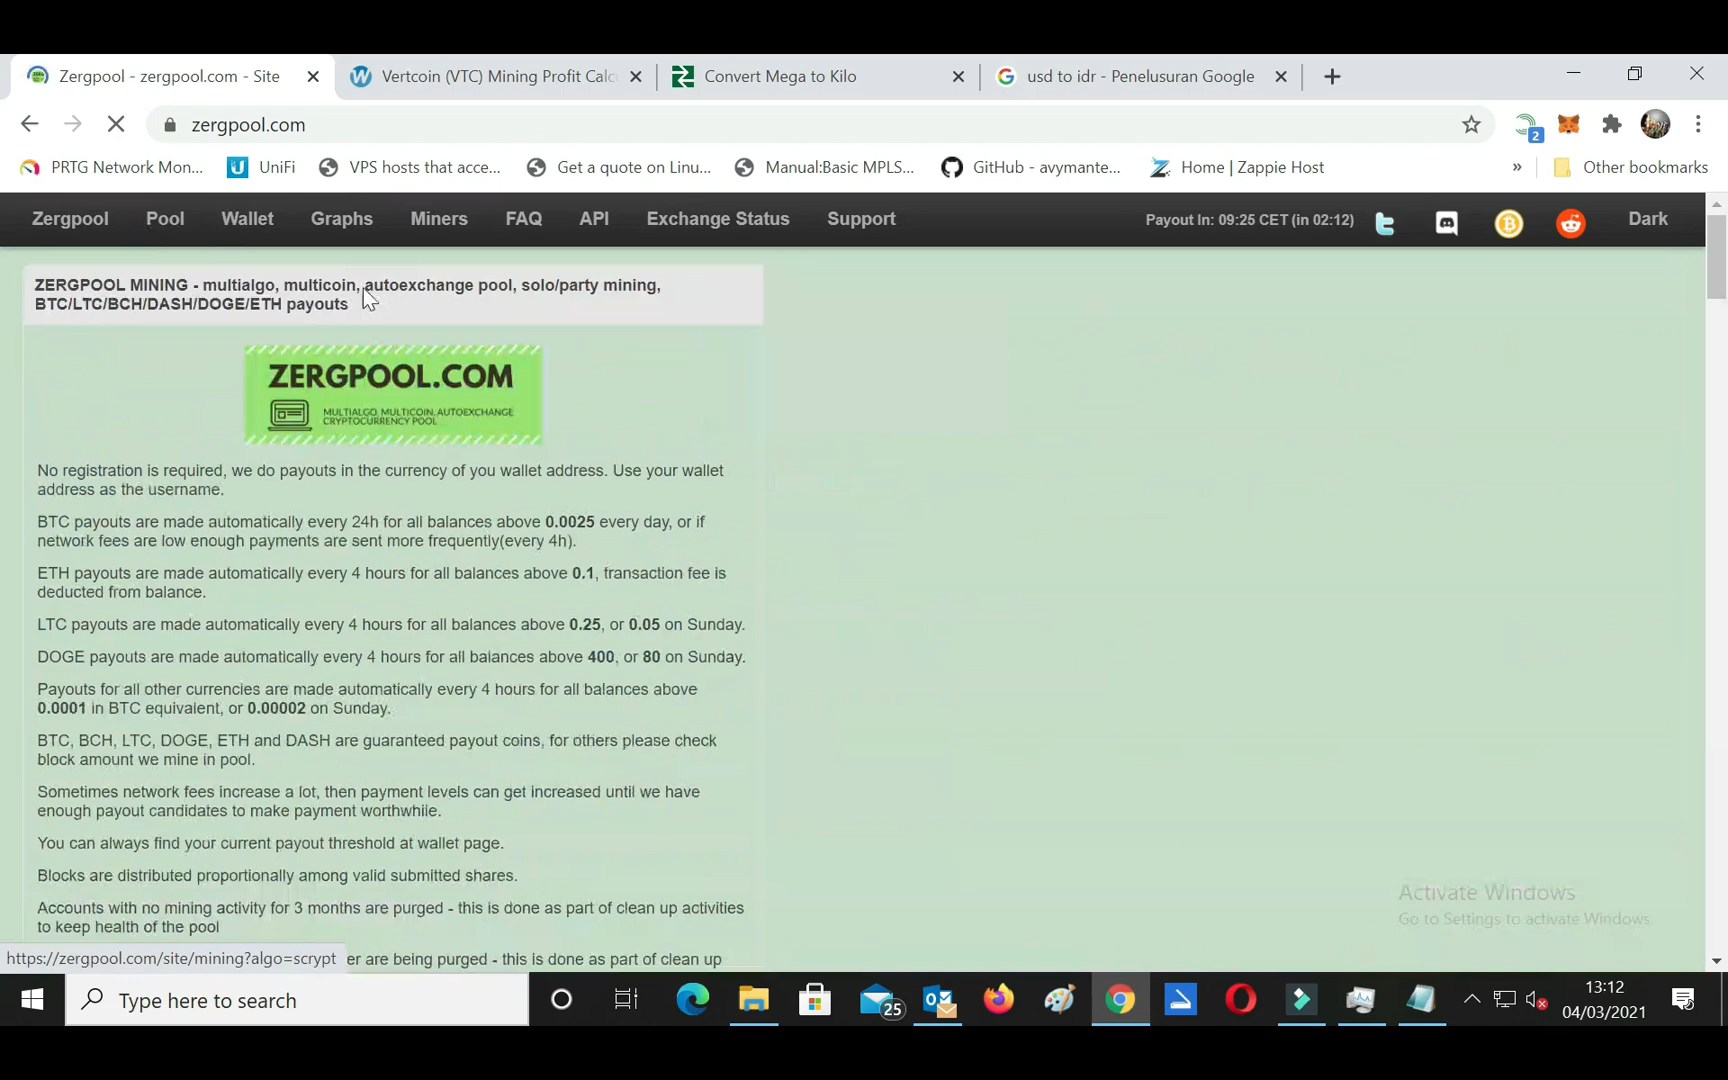 Zergpool - zergpool.com - Site
Vertcoin (VTC) Mining Profit Calc
Convert Mega to Kilo
usd to idr - Penelusuran Google
zergpool.com
2
PRTG Network Mon...
UniFi
VPS hosts that acce...
Get a quote on Linu...
Manual:Basic MPLS...
GitHub - avymante...
Home | Zappie Host
»
Other bookmarks
Zergpool
Pool
Wallet
Graphs
Miners
FAQ
API
Exchange Status
Support
Payout In: 09:25 CET (in 02:12)
Dark
ZERGPOOL MINING - multialgo, multicoin, autoexchange pool, solo/party mining,
BTC/LTC/BCH/DASH/DOGE/ETH payouts
ZERGPOOL.COM
MULTIALGO, MULTICOIN, AUTOEXCHANGE
CRYPTOCURRENCY POOL
No registration is required, we do payouts in the currency of you wallet address. Use your wallet
address as the username.
BTC payouts are made automatically every 24h for all balances above 0.0025 every day, or if
network fees are low enough payments are sent more frequently(every 4h).
ETH payouts are made automatically every 4 hours for all balances above 0.1, transaction fee is
deducted from balance.
LTC payouts are made automatically every 4 hours for all balances above 0.25, or 0.05 on Sunday.
DOGE payouts are made automatically every 4 hours for all balances above 400, or 80 on Sunday.
Payouts for all other currencies are made automatically every 4 hours for all balances above
0.0001 in BTC equivalent, or 0.00002 on Sunday.
BTC, BCH, LTC, DOGE, ETH and DASH are guaranteed payout coins, for others please check
block amount we mine in pool.
Sometimes network fees increase a lot, then payment levels can get increased until we have
enough payout candidates to make payment worthwhile.
You can always find your current payout threshold at wallet page.
Blocks are distributed proportionally among valid submitted shares.
Accounts with no mining activity for 3 months are purged - this is done as part of clean up activities
to keep health of the pool
er are being purged - this is done as part of clean up
https://zergpool.com/site/mining?algo=scrypt
Activate Windows
Go to Settings to activate Windows.
Type here to search
25
13:12
04/03/2021